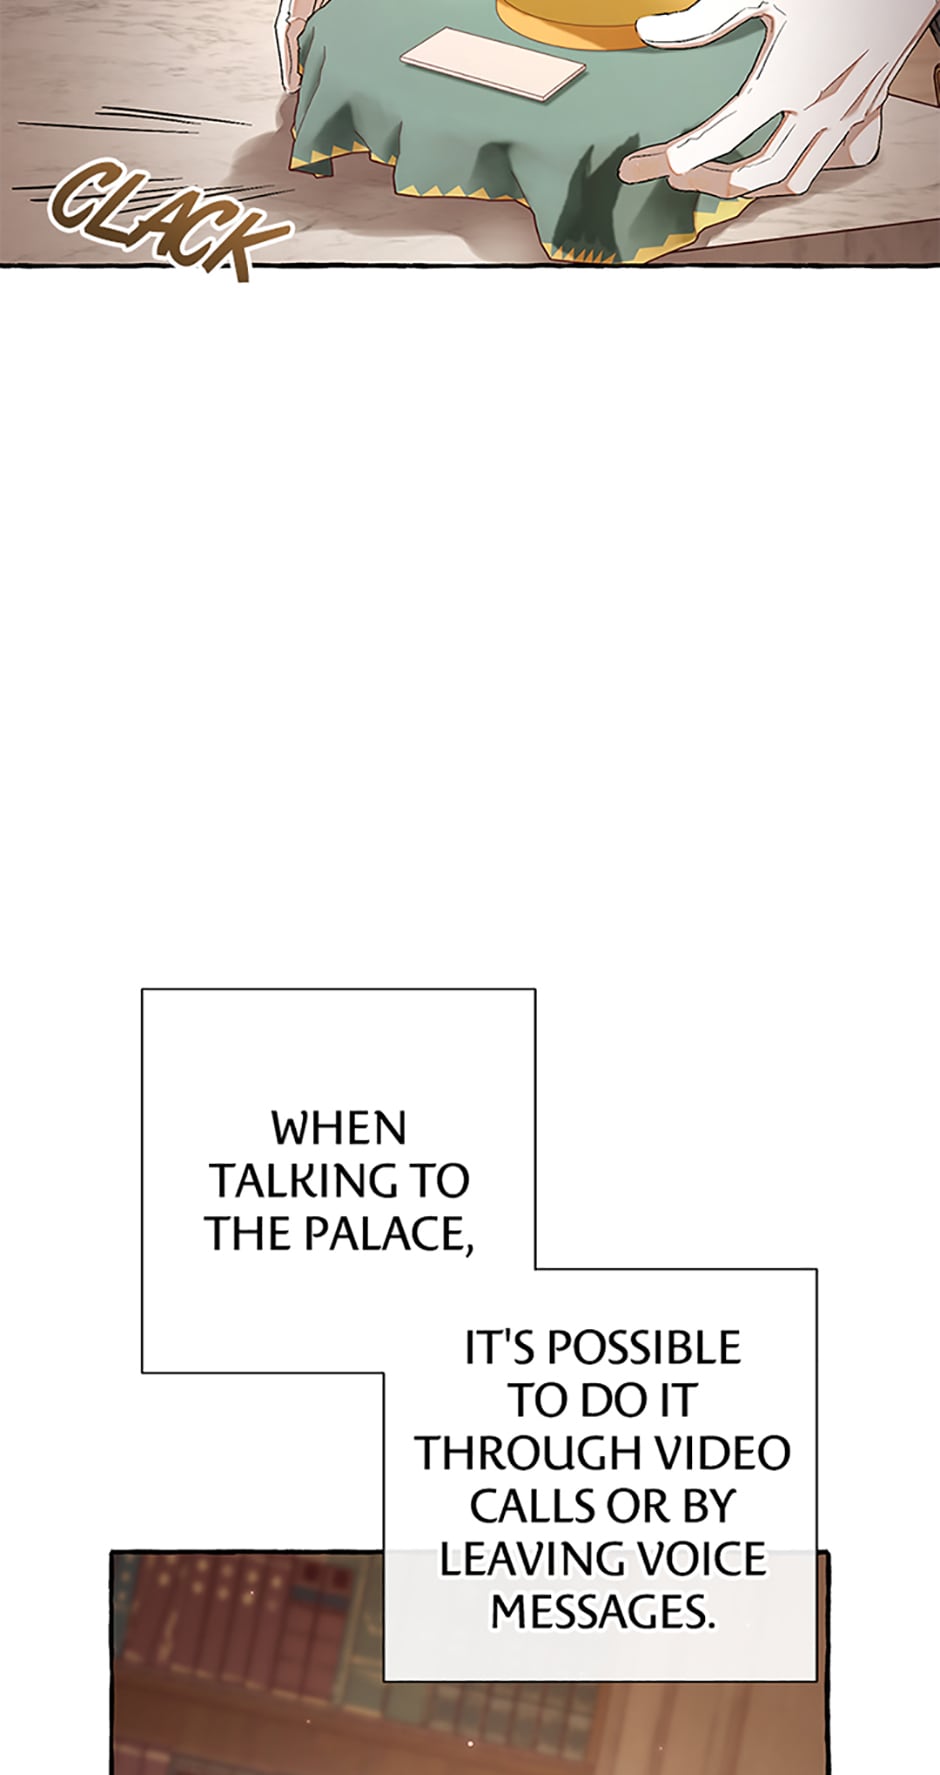 CLACK
WHEN
TALKING TO
THE PALACE,
IT'S POSSIBLE
TO DO IT
THROUGH VIDEO
CALLS OR BY
LEAVING VOICE
MESSAGES.